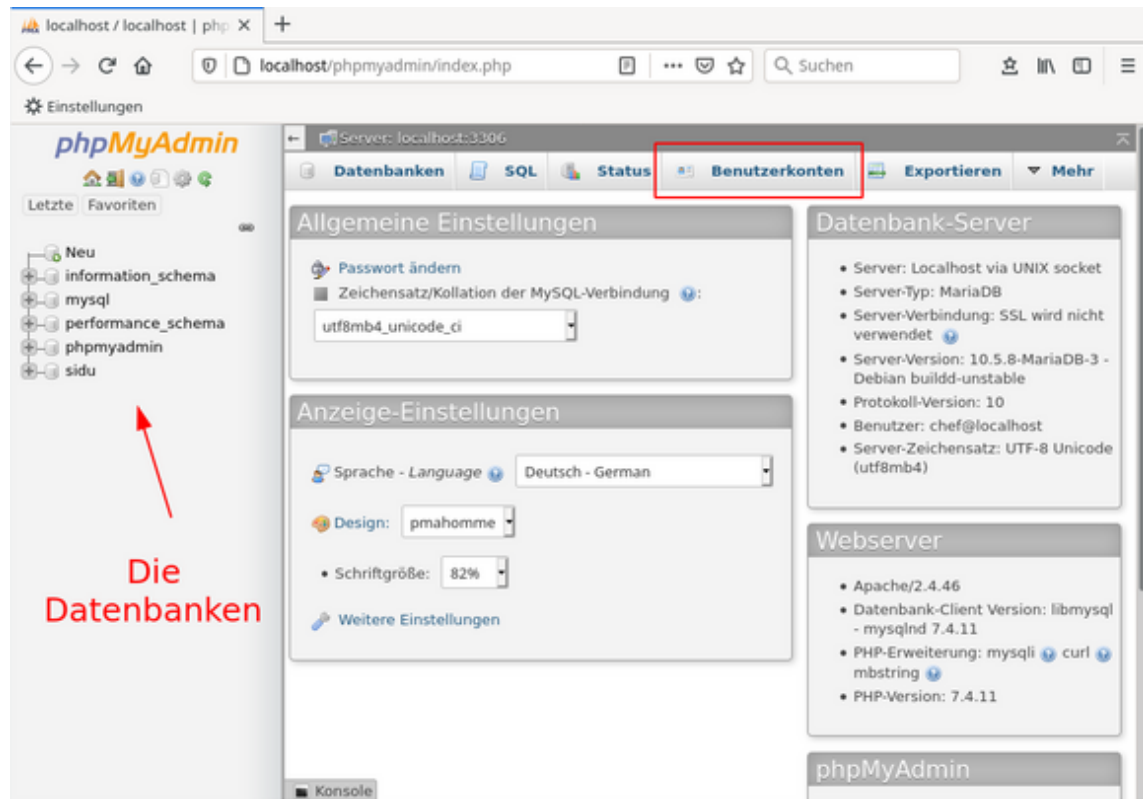 localhost / localhost | php
localhost/phpmyadmin/index.php
Suchen
Einstellungen
phpMyAdmin
Letzte Favoriten
Neu
information_schema
mysql
performance_schema
phpmyadmin
sidu
Die
Datenbanken
Server: localhost:3306
Datenbanken SQL Status Benutzerkonten Exportieren Mehr
Allgemeine Einstellungen
Passwort ändern
Zeichensatz/Kollation der MySQL-Verbindung :
utf8mb4_unicode_ci
Anzeige-Einstellungen
Sprache - Language Deutsch - German
Design: pmahomme
• Schriftgröße: 82%
Weitere Einstellungen
Konsole
Datenbank-Server
• Server: Localhost via UNIX socket
• Server-Typ: MariaDB
• Server-Verbindung: SSL wird nicht
verwendet
• Server-Version: 10.5.8-MariaDB-3 -
Debian buildd-unstable
• Protokoll-Version: 10
• Benutzer: chef@localhost
• Server-Zeichensatz: UTF-8 Unicode
(utf8mb4)
Webserver
• Apache/2.4.46
• Datenbank-Client Version: libmysql
- mysqlnd 7.4.11
• PHP-Erweiterung: mysqli curl
mbstring
• PHP-Version: 7.4.11
phpMyAdmin